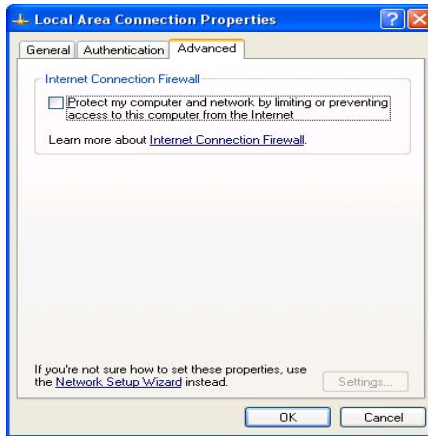 Local Area Connection Properties
General Authentication Advanced
Internet Connection Firewall
Protect my computer and network by limiting or preventing
access to this computer from the Internet
Learn more about Internet Connection Firewall.
If you're not sure how to set these properties, use
the Network Setup Wizard instead.
Settings...
OK Cancel